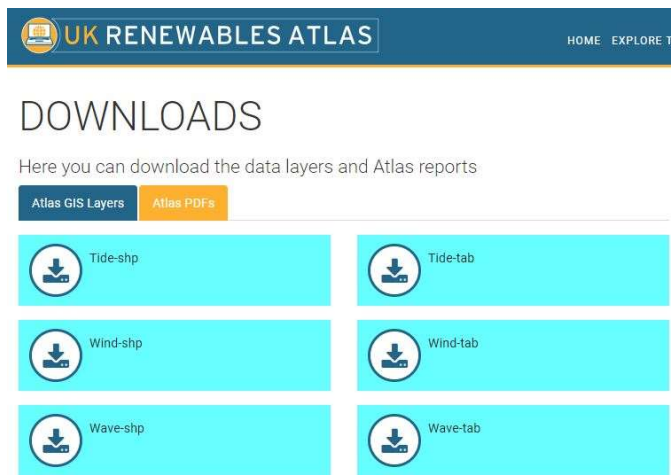 UK RENEWABLES ATLAS
HOME EXPLORE T
DOWNLOADS
Here you can download the data layers and Atlas reports
Atlas GIS Layers Atlas PDFs
Tide-shp Tide-tab
Wind-shp Wind-tab
Wave-shp Wave-tab